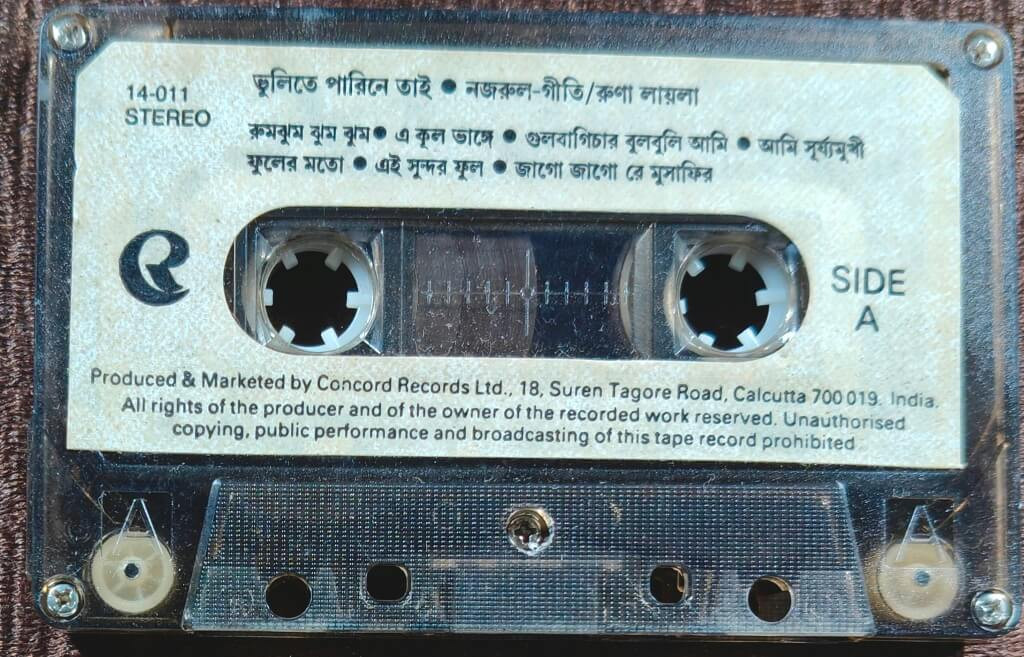 ভুলিতে পারিনে তাই ● নজরুল-গীতি/রুণা লায়লা
14-011
STEREO
রুমঝুম ঝুম ঝুম ● এ কূল ভাঙ্গে ● গুলবাগিচার বুলবুলি আমি ● আমি সূর্য্যমুখী
ফুলের মতো ● এই সুন্দর ফুল ● জাগো জাগো রে মুসাফির
SIDE
A
Produced & Marketed by Concord Records Ltd., 18, Suren Tagore Road, Calcutta 700 019. India.
All rights of the producer and of the owner of the recorded work reserved. Unauthorised
copying, public performance and broadcasting of this tape record prohibited
A A